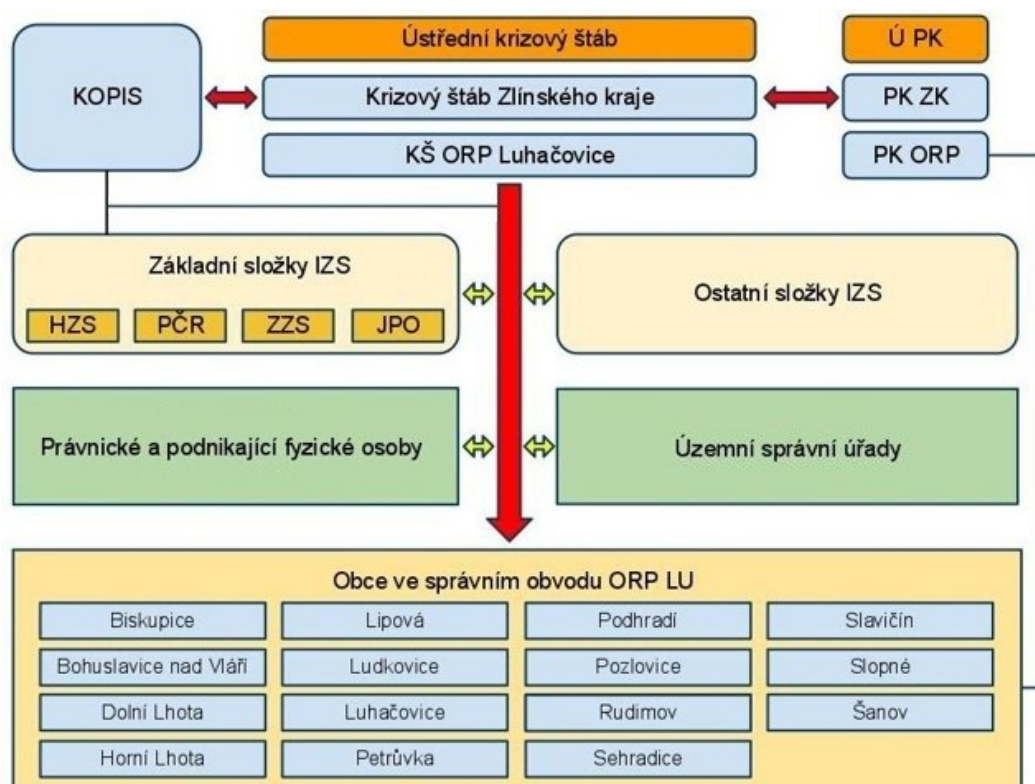 Ústřední krizový štáb
Ú PK
KOPIS
Krizový štáb Zlínského kraje
PK ZK
KŠ ORP Luhačovice
PK ORP
Základní složky IZS
HZS
PČR
ZZS
JPO
Ostatní složky IZS
Právnické a podnikající fyzické osoby
Územní správní úřady
Obce ve správním obvodu ORP LU
Biskupice
Lipová
Podhradí
Slavičín
Bohuslavice nad Vláří
Ludkovice
Pozlovice
Slopné
Dolní Lhota
Luhačovice
Rudimov
Šanov
Horní Lhota
Petrůvka
Sehradice